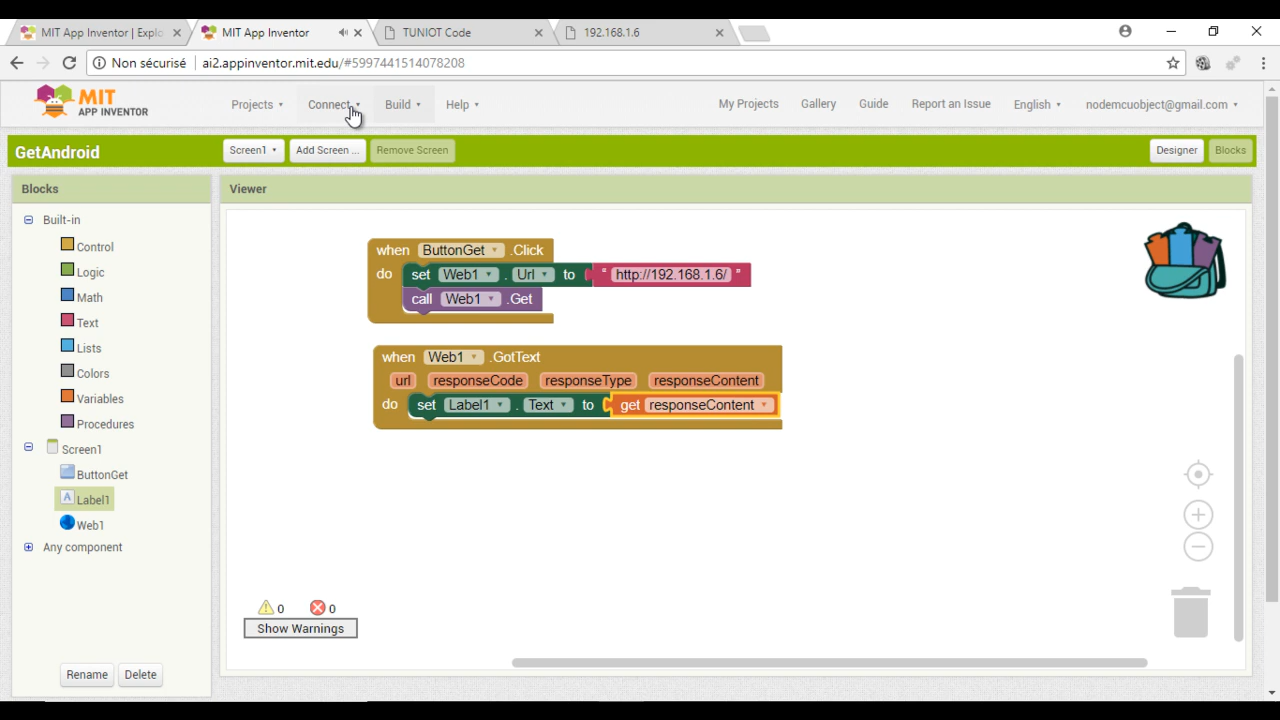 MIT App Inventor | Explo
MIT App Inventor
TUNIOT Code
192.168.1.6
Non sécurisé
ai2.appinventor.mit.edu/#5997441514078208
MIT
APP INVENTOR
Projects
Connect
Build
Help
My Projects
Gallery
Guide
Report an Issue
English
nodemcuobject@gmail.com
GetAndroid
Screen1
Add Screen ...
Remove Screen
Designer
Blocks
Blocks
Viewer
Built-in
Control
Logic
Math
Text
Lists
Colors
Variables
Procedures
Screen1
ButtonGet
Label1
Web1
Any component
Rename
Delete
when ButtonGet .Click
do set Web1 . Url to " http://192.168.1.6/ "
call Web1 .Get
when Web1 .GotText
url responseCode responseType responseContent
do set Label1 . Text to get responseContent
0 0
Show Warnings